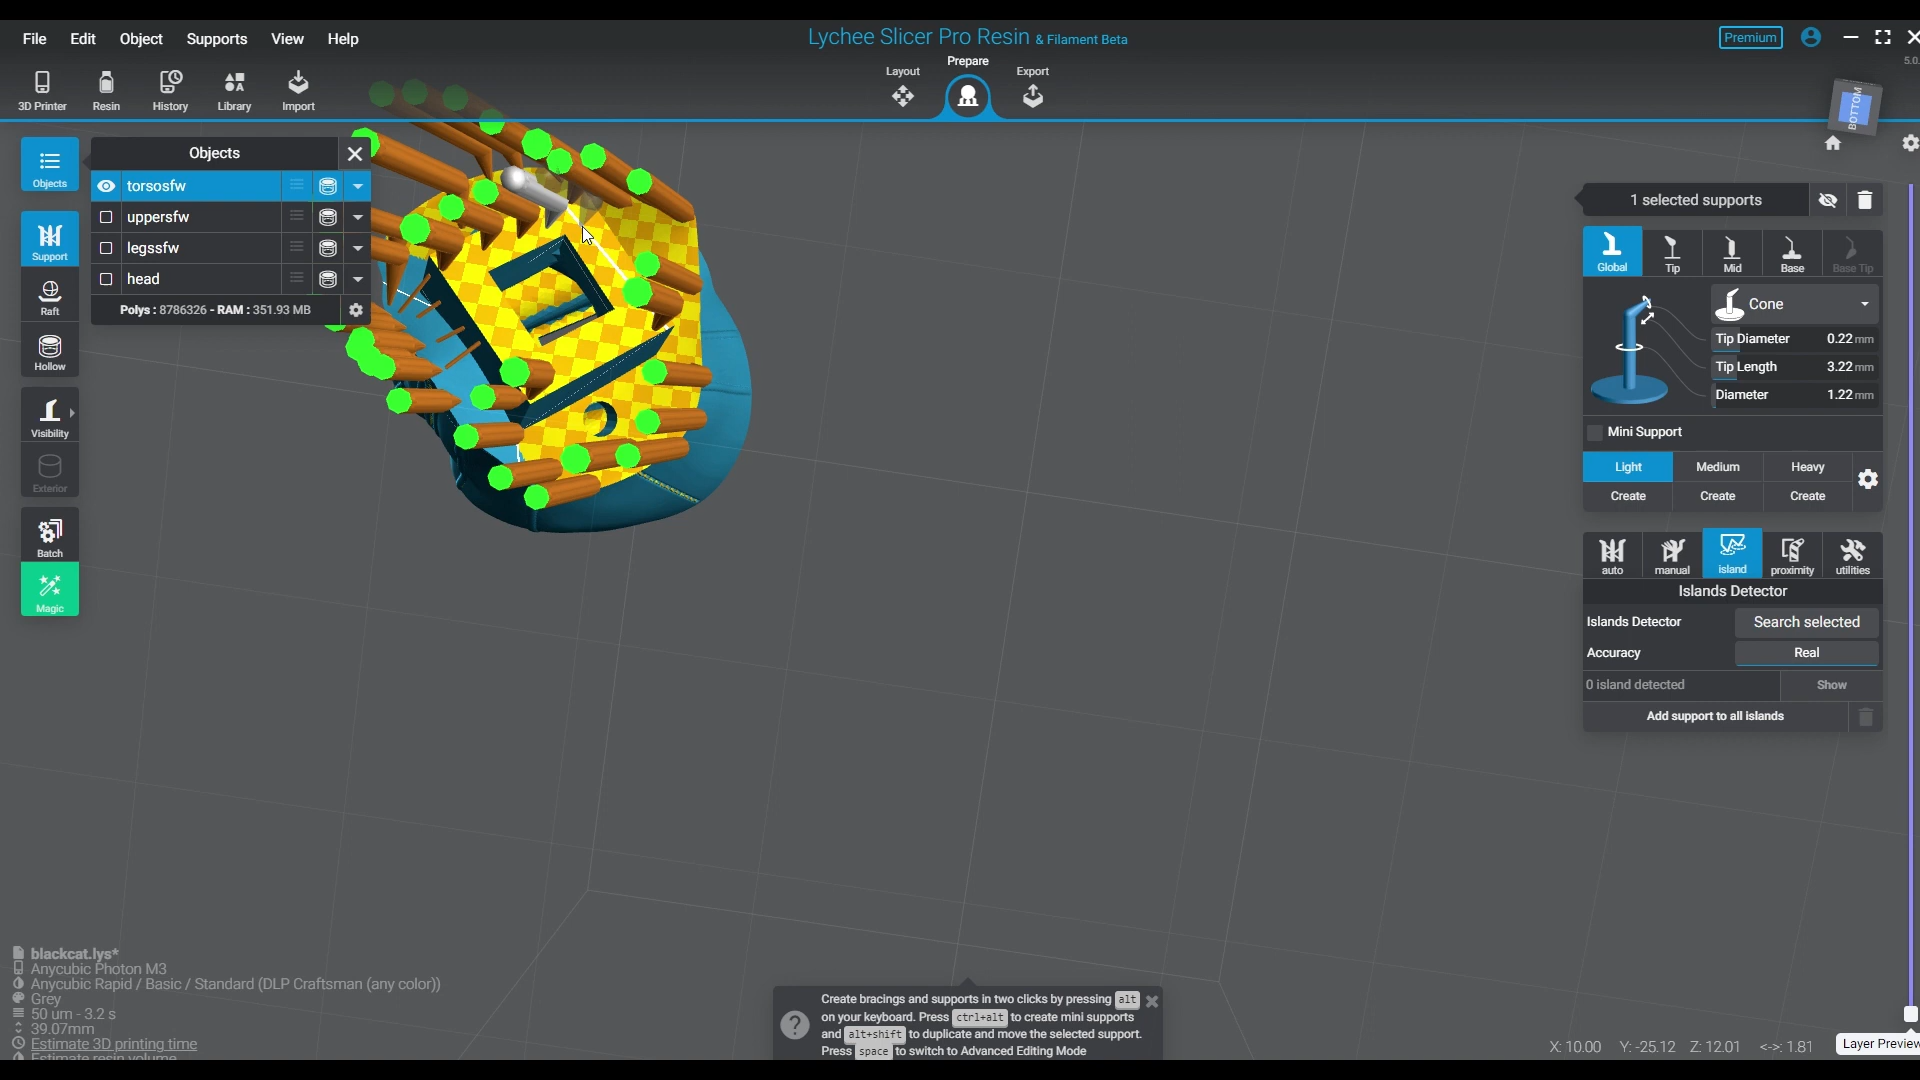 File Edit Object Supports View Help
Lychee Slicer Pro Resin & Filament Beta
Premium
5.0.
3D Printer Resin History Library Import
Layout Prepare Export
BOTTOM
Objects
Objects
torsosfw
uppersfw
legssfw
head
Polys : 8786326 - RAM : 351.93 MB
Support
Raft
Hollow
Visibility
Exterior
Batch
Magic
1 selected supports
Global Tip Mid Base Base Tip
Cone
Tip Diameter 0.22 mm
Tip Length 3.22 mm
Diameter 1.22 mm
Mini Support
Light Medium Heavy
Create Create Create
auto manual island proximity utilities
Islands Detector
Islands Detector Search selected
Accuracy Real
0 island detected Show
Add support to all islands
blackcat.lys*
Anycubic Photon M3
Anycubic Rapid / Basic / Standard (DLP Craftsman (any color))
Grey
50 um - 3.2 s
39.07mm
Estimate 3D printing time
Estimate resin volume
Create bracings and supports in two clicks by pressing alt
on your keyboard. Press ctrl+alt to create mini supports
and alt+shift to duplicate and move the selected support.
Press space to switch to Advanced Editing Mode
X: 10.00 Y: -25.12 Z: 12.01 <->: 1.81
Layer Preview